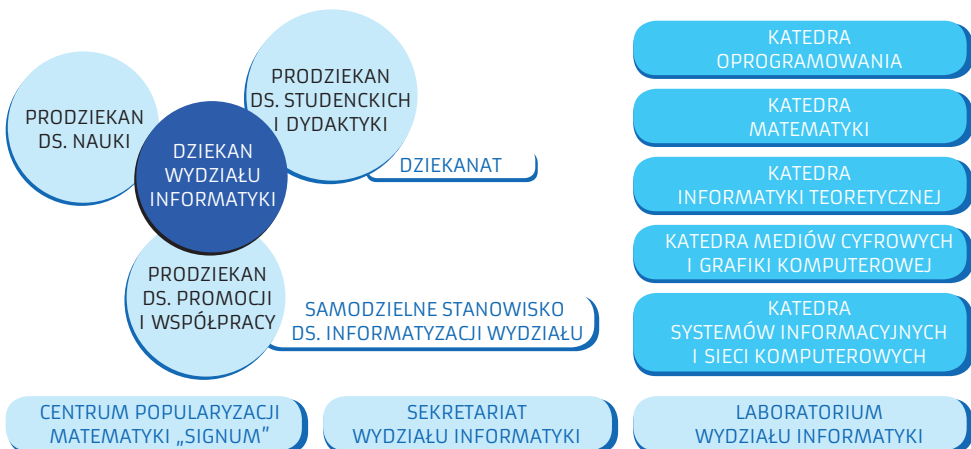 PRODZIEKAN
DS. NAUKI
PRODZIEKAN
DS. STUDENCKICH
I DYDAKTYKI
DZIEKAN
WYDZIAŁU
INFORMATYKI
DZIEKANAT
PRODZIEKAN
DS. PROMOCJI
I WSPÓŁPRACY
SAMODZIELNE STANOWISKO
DS. INFORMATYZACJI WYDZIAŁU
KATEDRA
OPROGRAMOWANIA
KATEDRA
MATEMATYKI
KATEDRA
INFORMATYKI TEORETYCZNEJ
KATEDRA MEDIÓW CYFROWYCH
I GRAFIKI KOMPUTEROWEJ
KATEDRA
SYSTEMÓW INFORMACYJNYCH
I SIECI KOMPUTEROWYCH
CENTRUM POPULARYZACJI
MATEMATYKI „SIGNUM”
SEKRETARIAT
WYDZIAŁU INFORMATYKI
LABORATORIUM
WYDZIAŁU INFORMATYKI